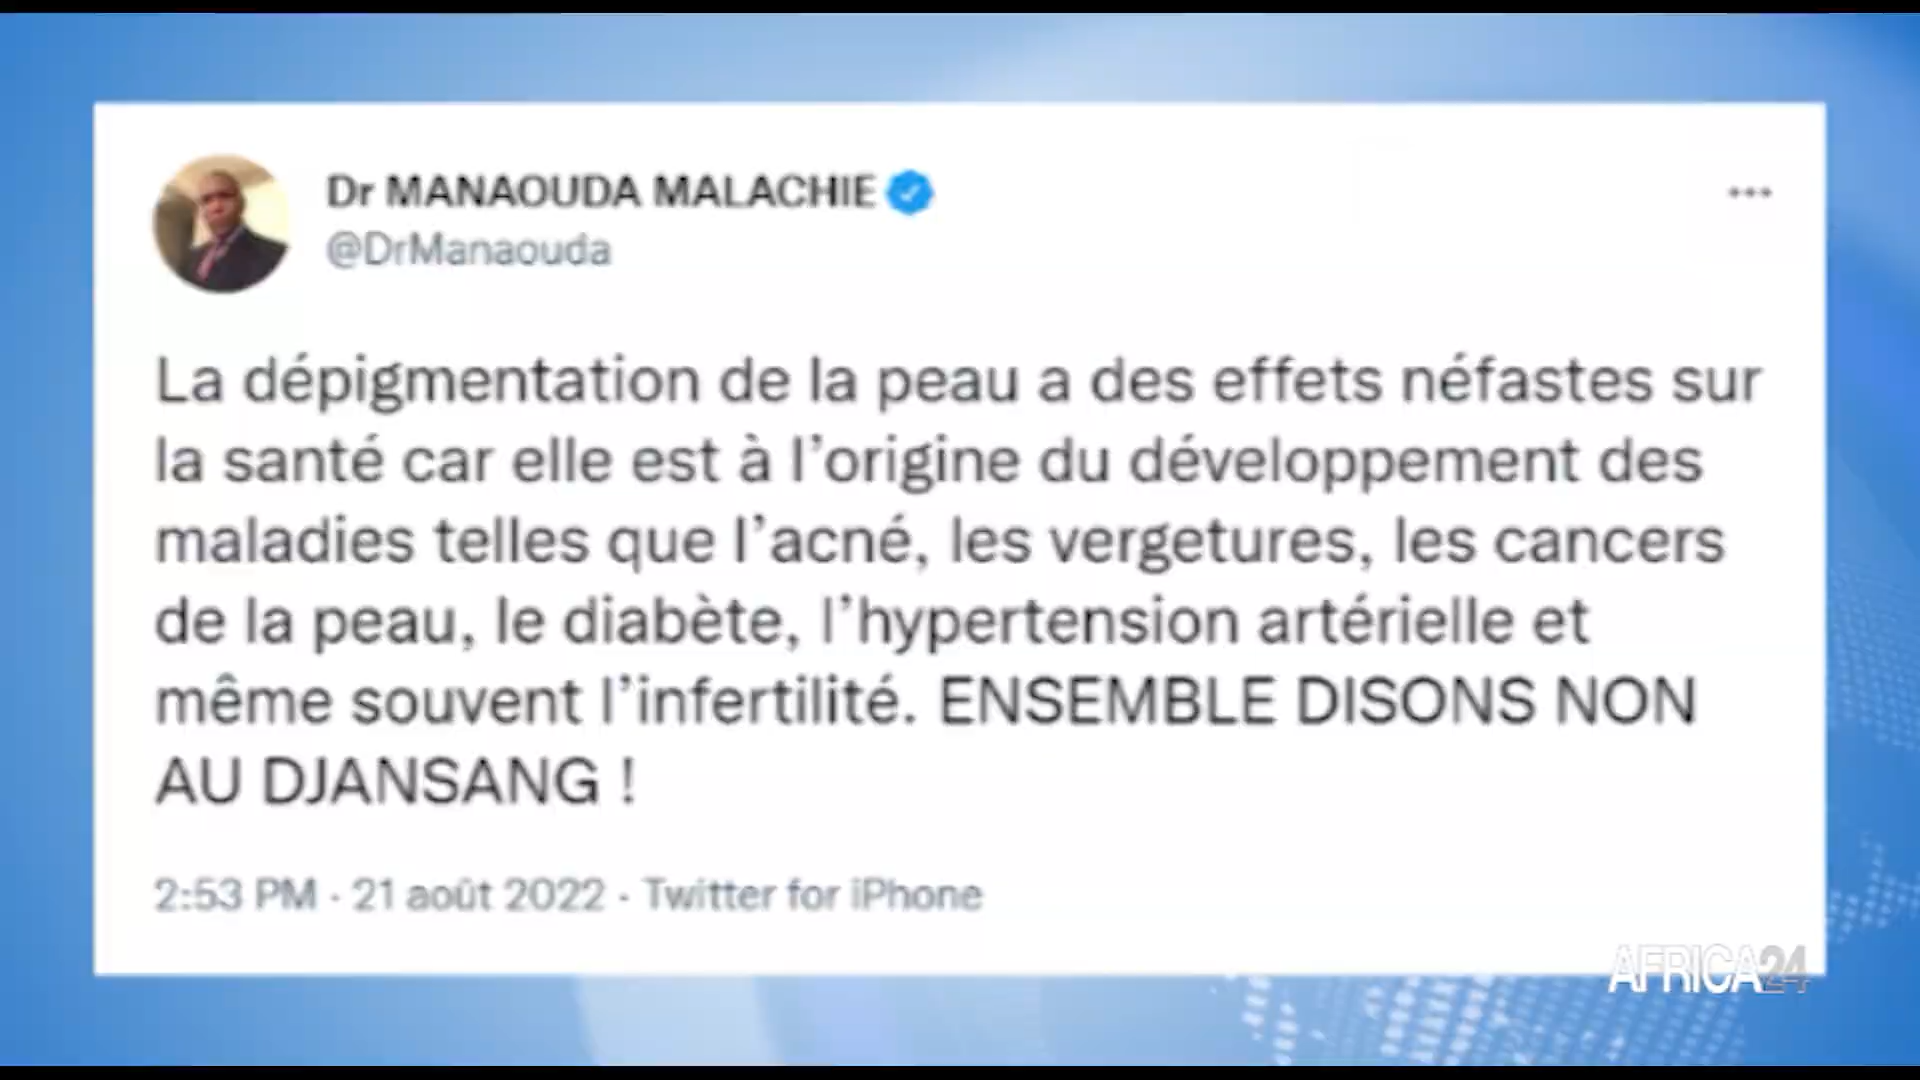 Dr MANAOUDA MALACHIE
@DrManaouda
La dépigmentation de la peau a des effets néfastes sur
la santé car elle est à l’origine du développement des
maladies telles que l’acné, les vergetures, les cancers
de la peau, le diabète, l’hypertension artérielle et
même souvent l’infertilité. ENSEMBLE DISONS NON
AU DJANSANG !
2:53 PM · 21 août 2022 · Twitter for iPhone
AFRICA24